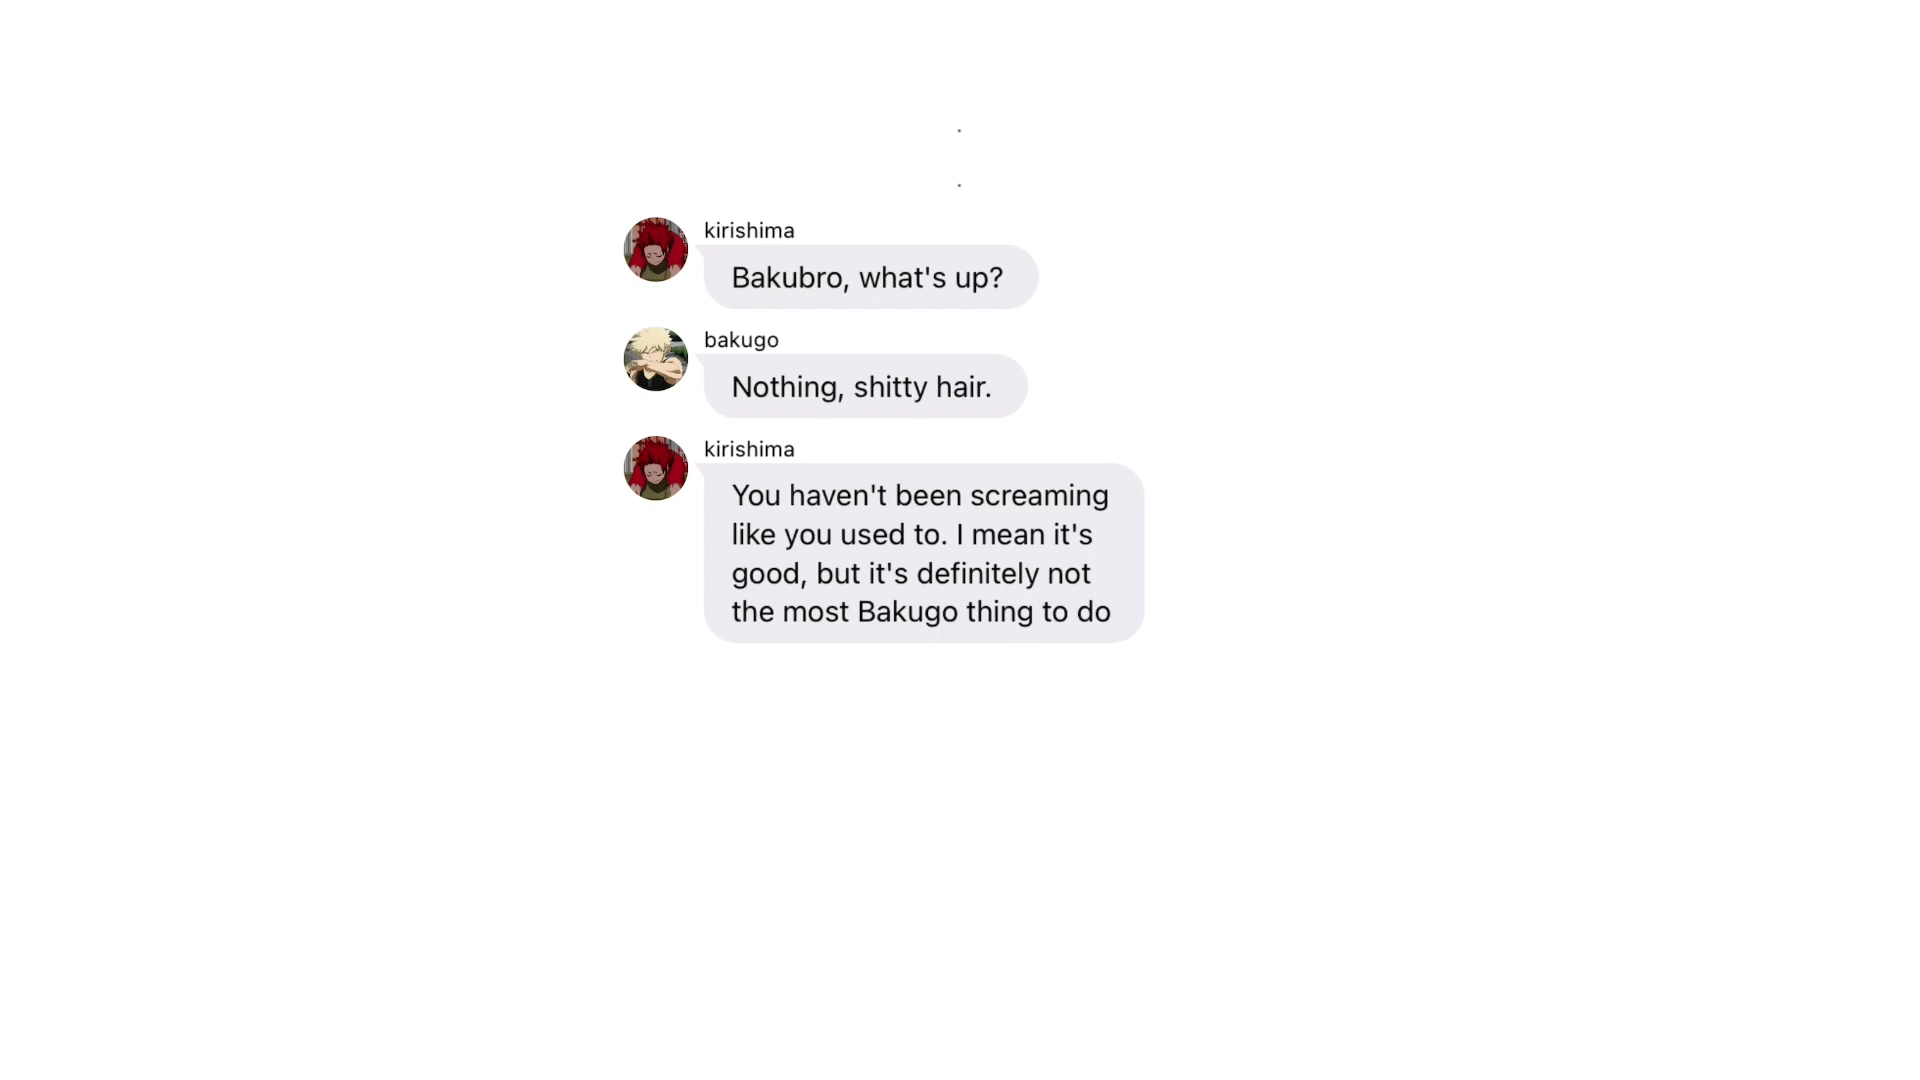 .
.
kirishima
Bakubro, what's up?
bakugo
Nothing, shitty hair.
kirishima
You haven't been screaming
like you used to. I mean it's
good, but it's definitely not
the most Bakugo thing to do